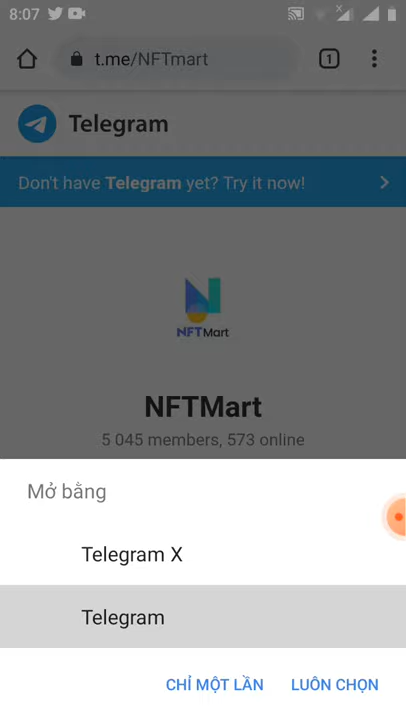 8:07
t.me/NFTmart
1
Telegram
Don't have Telegram yet? Try it now!
NFTMart
NFTMart
5 045 members, 573 online
Mở bằng
Telegram X
Telegram
CHỈ MỘT LẦN
LUÔN CHỌN